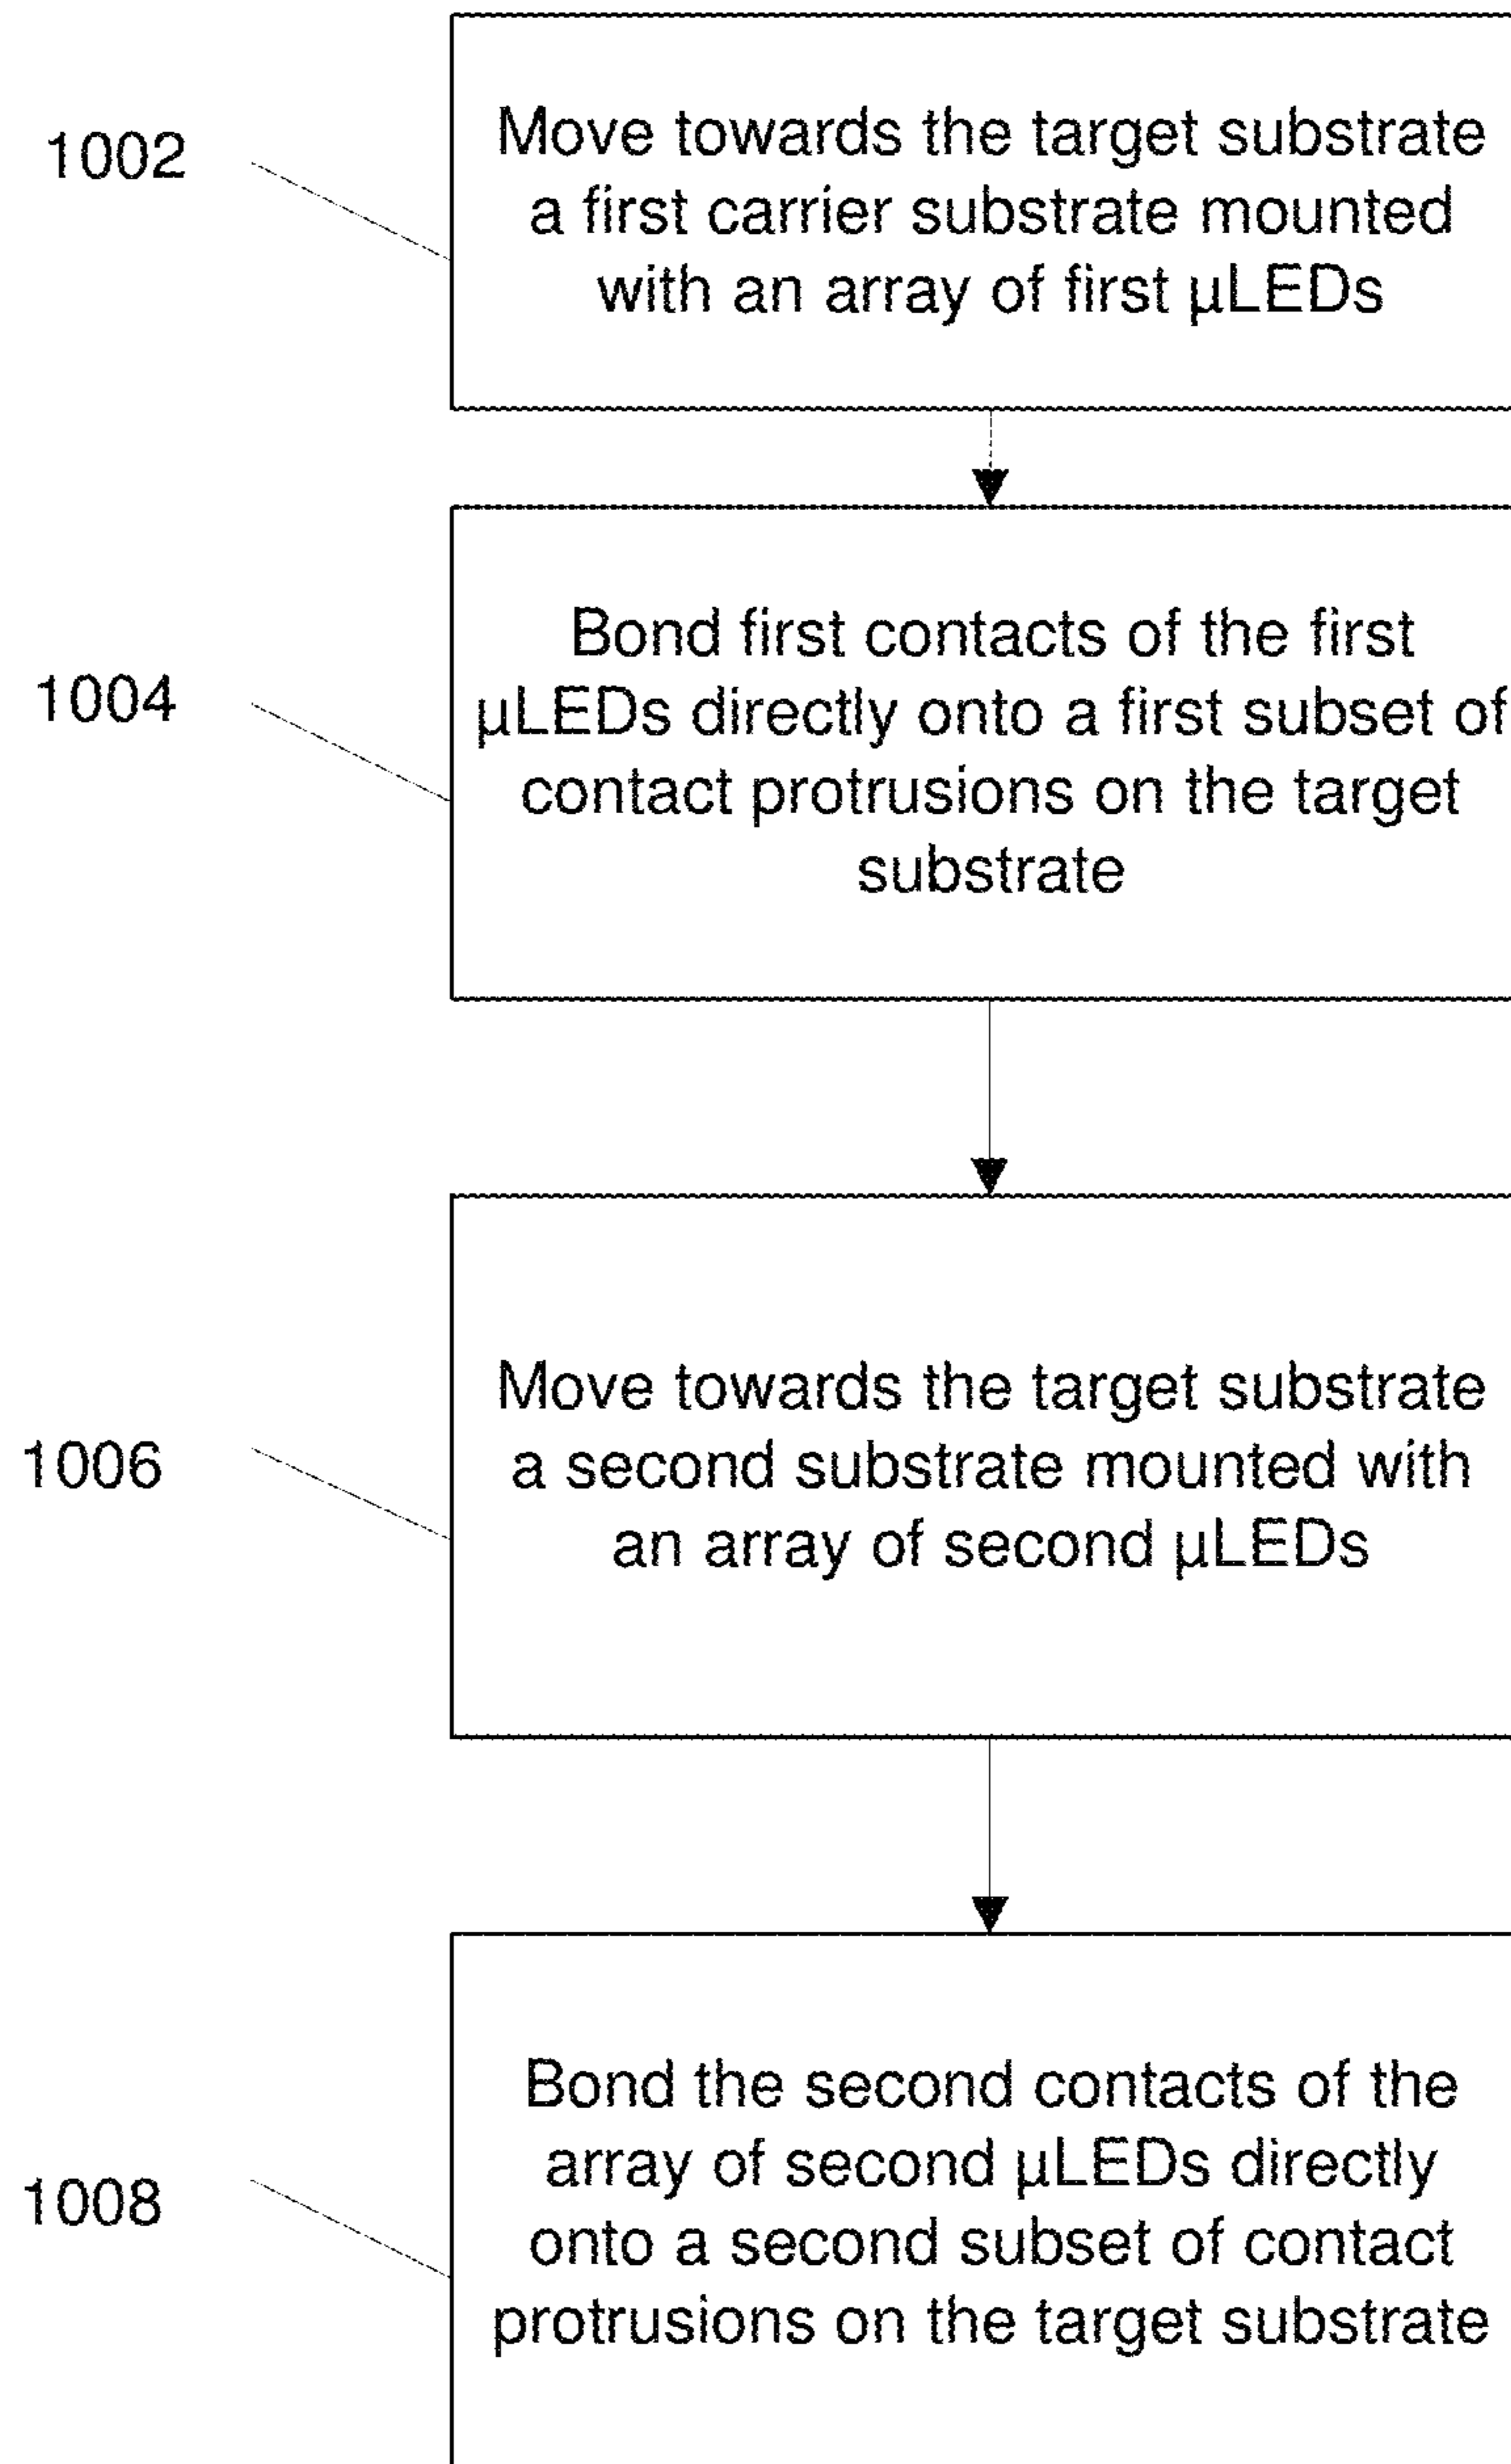 1002
Move towards the target substrate
a first carrier substrate mounted
with an array of first µLEDs
1004
Bond first contacts of the first
µLEDs directly onto a first subset of
contact protrusions on the target
substrate
1006
Move towards the target substrate
a second substrate mounted with
an array of second µLEDs
1008
Bond the second contacts of the
array of second µLEDs directly
onto a second subset of contact
protrusions on the target substrate